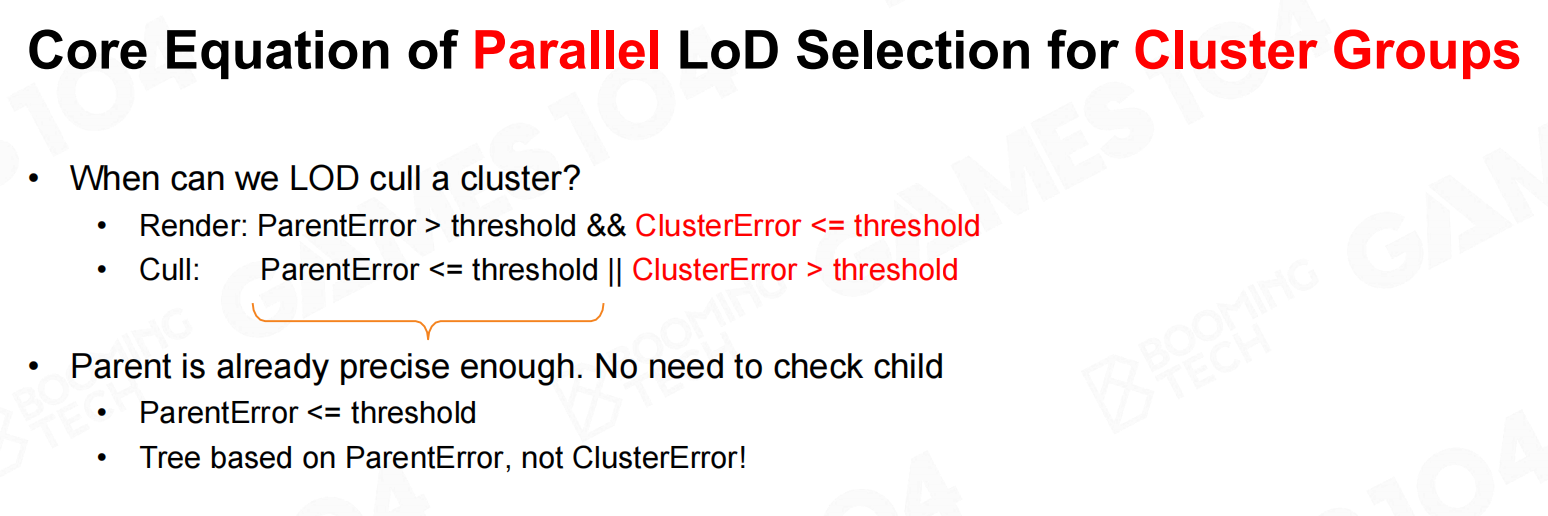 Core Equation of Parallel LoD Selection for Cluster Groups
• When can we LOD cull a cluster?
• Render: ParentError > threshold && ClusterError <= threshold
• Cull: ParentError <= threshold || ClusterError > threshold
• Parent is already precise enough. No need to check child
• ParentError <= threshold
• Tree based on ParentError, not ClusterError!
GAMES104
BOOMING
TECH